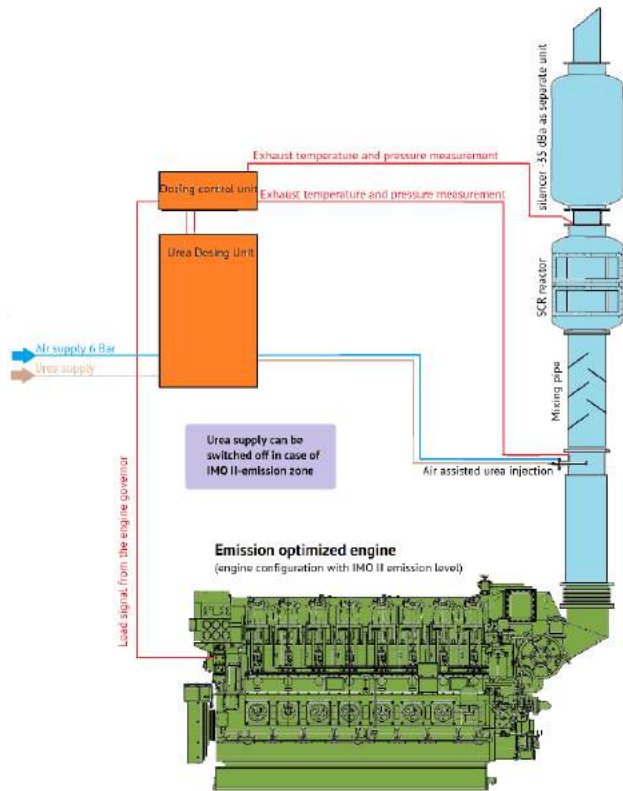 silencer -35 dBa as separate unit
Exhaust temperature and pressure measurement
Dosing control unit
Exhaust temperature and pressure measurement
Urea Dosing Unit
SCR reactor
Air supply 6 Bar
Urea supply
Mixing pipe
Urea supply can be
switched off in case of
IMO II-emission zone
Air assisted urea injection
Load signal from the engine governor
Emission optimized engine
(engine configuration with IMO II emission level)